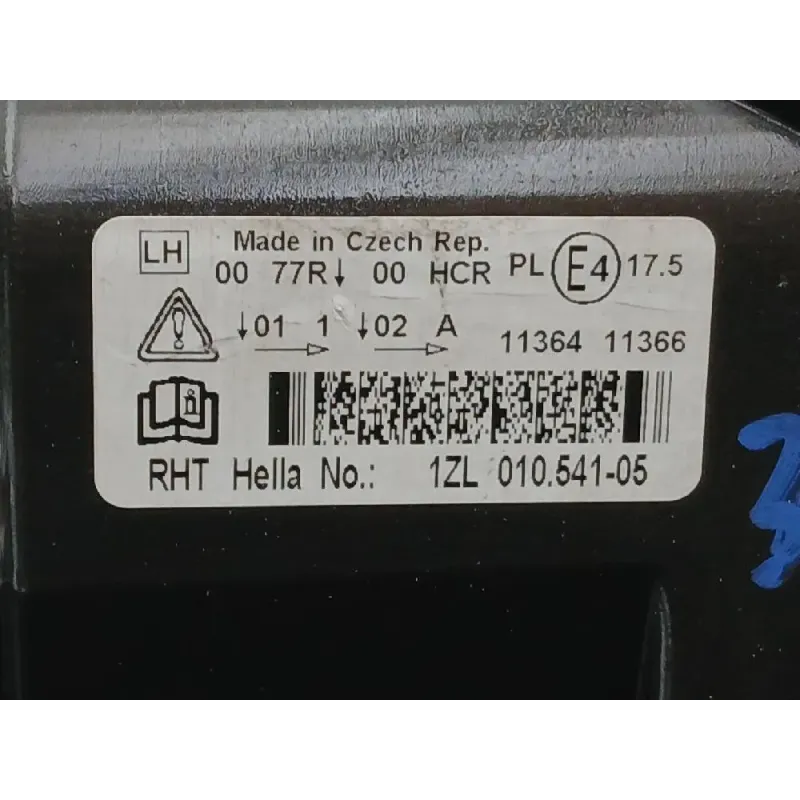 LH Made in Czech Rep.
00 77R↓ 00 HCR PL E4 17.5
↓01 1 ↓02 A 11364 11366
RHT Hella No.: 1ZL 010.541-05